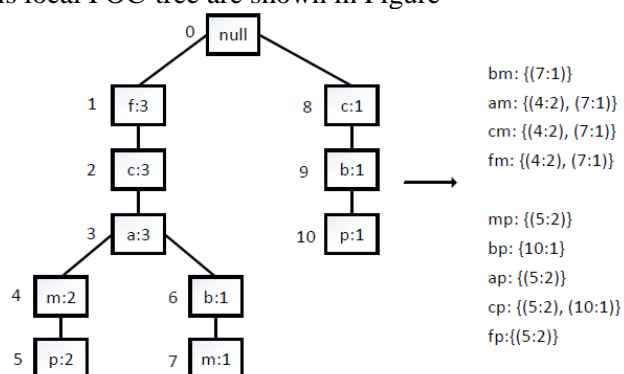 is local POC-tree are shown in Figure
0 null
1 f:3 8 c:1
2 c:3 9 b:1
3 a:3 10 p:1
4 m:2 6 b:1
5 p:2 7 m:1
bm: {(7:1)}
am: {(4:2), (7:1)}
cm: {(4:2), (7:1)}
fm: {(4:2), (7:1)}
mp: {(5:2)}
bp: {10:1}
ap: {(5:2)}
cp: {(5:2), (10:1)}
fp:{(5:2)}